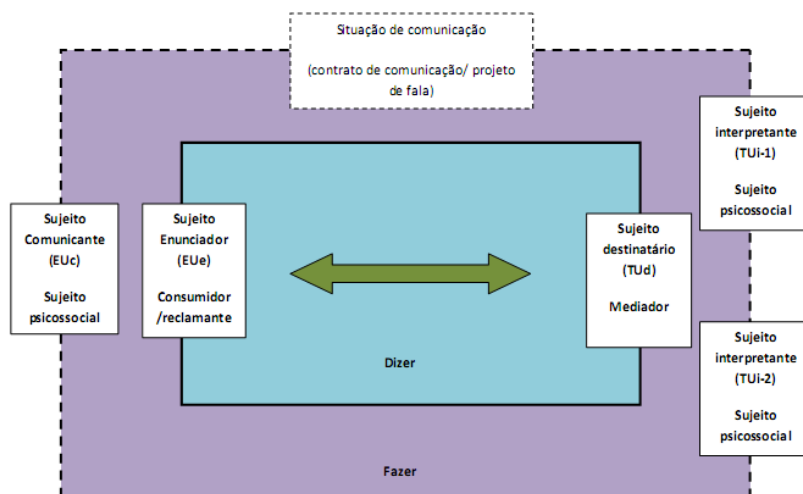 Situação de comunicação
(contrato de comunicação/ projeto
de fala)
Sujeito
interpretante
(TUi-1)
Sujeito
psicossocial
Sujeito
Comunicante
(EUc)
Sujeito
psicossocial
Sujeito
Enunciador
(EUe)
Consumidor
/reclamante
Sujeito
destinatário
(TUd)
Mediador
Dizer
Sujeito
interpretante
(TUi-2)
Sujeito
psicossocial
Fazer